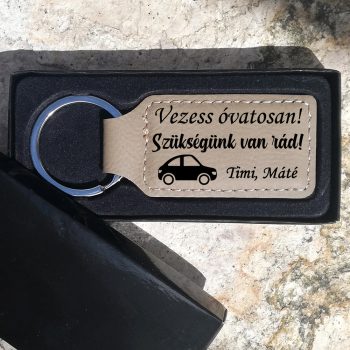 Vezess óvatosan!
Szükségünk van rád!
Timi, Máté